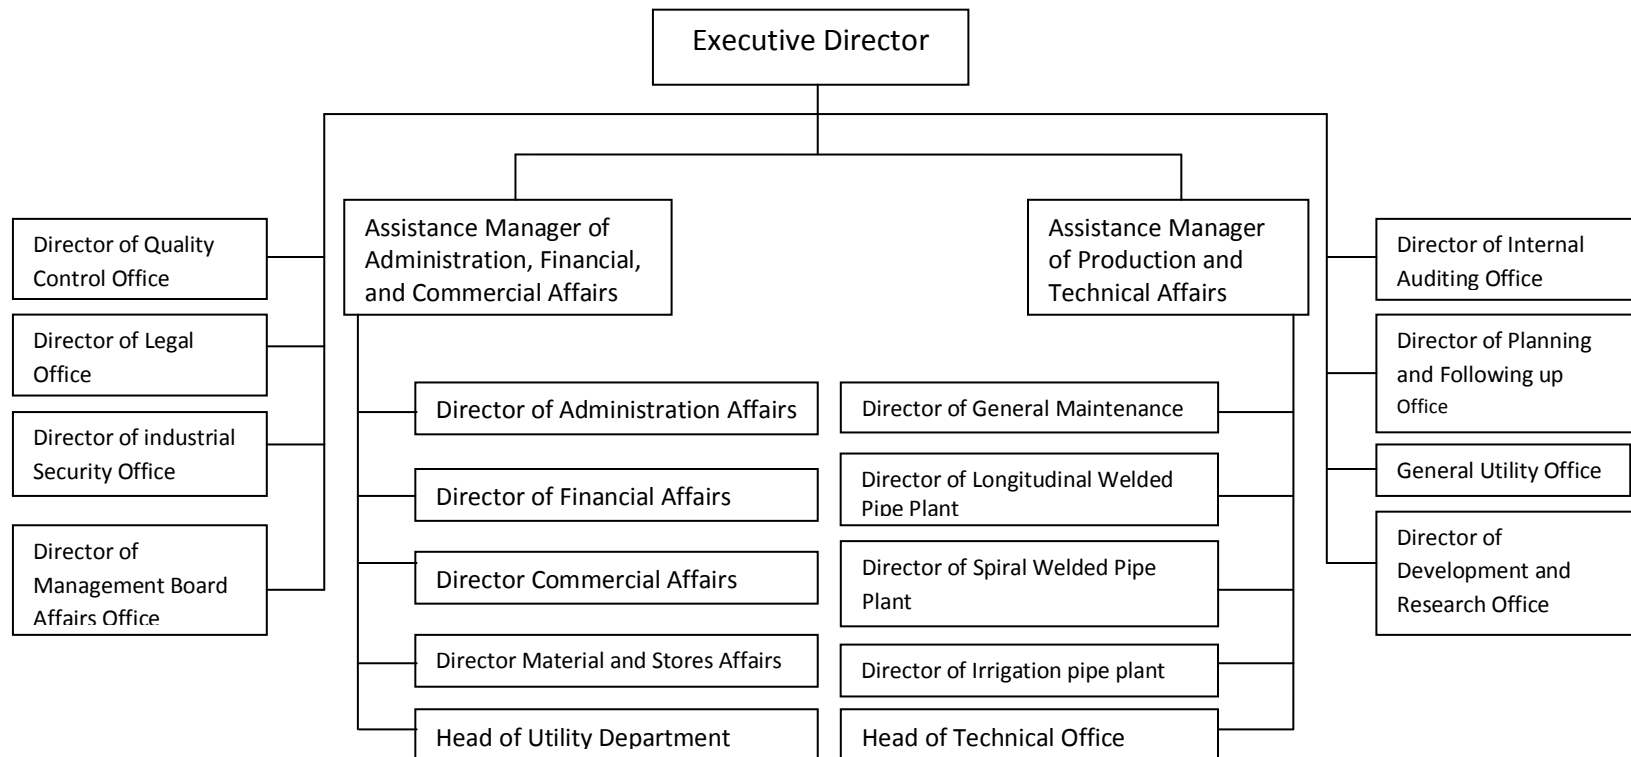 Executive Director
Assistance Manager of
Administration, Financial,
and Commercial Affairs
Assistance Manager
of Production and
Technical Affairs
Director of Quality
Control Office
Director of Legal
Office
Director of industrial
Security Office
Director of
Management Board
Affairs Office
Director of Administration Affairs
Director of Financial Affairs
Director Commercial Affairs
Director Material and Stores Affairs
Head of Utility Department
Director of General Maintenance
Director of Longitudinal Welded
Pipe Plant
Director of Spiral Welded Pipe
Plant
Director of Irrigation pipe plant
Head of Technical Office
Director of Internal
Auditing Office
Director of Planning
and Following up
Office
General Utility Office
Director of
Development and
Research Office